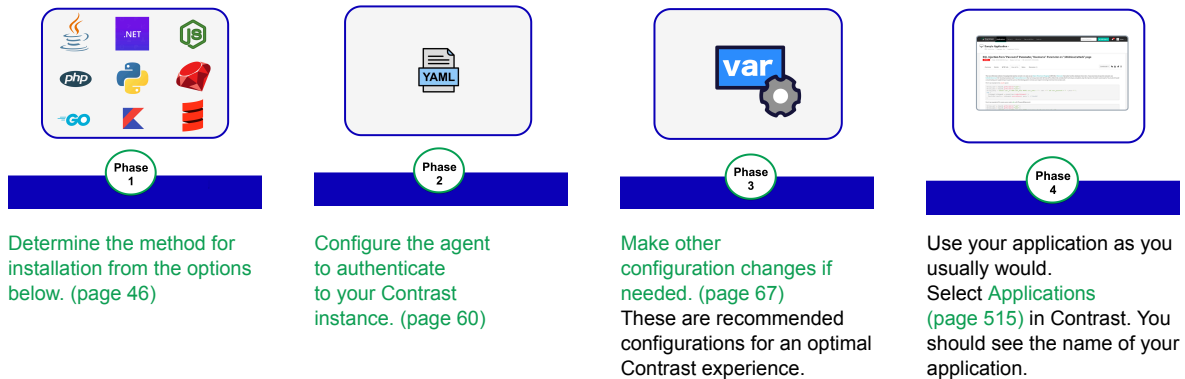 .NET
JS
php
GO
YAML
var
Phase
1
Phase
2
Phase
3
Phase
4
Determine the method for
installation from the options
below. (page 46)
Configure the agent
to authenticate
to your Contrast
instance. (page 60)
Make other
configuration changes if
needed. (page 67)
These are recommended
configurations for an optimal
Contrast experience.
Use your application as you
usually would.
Select Applications
(page 515) in Contrast. You
should see the name of your
application.